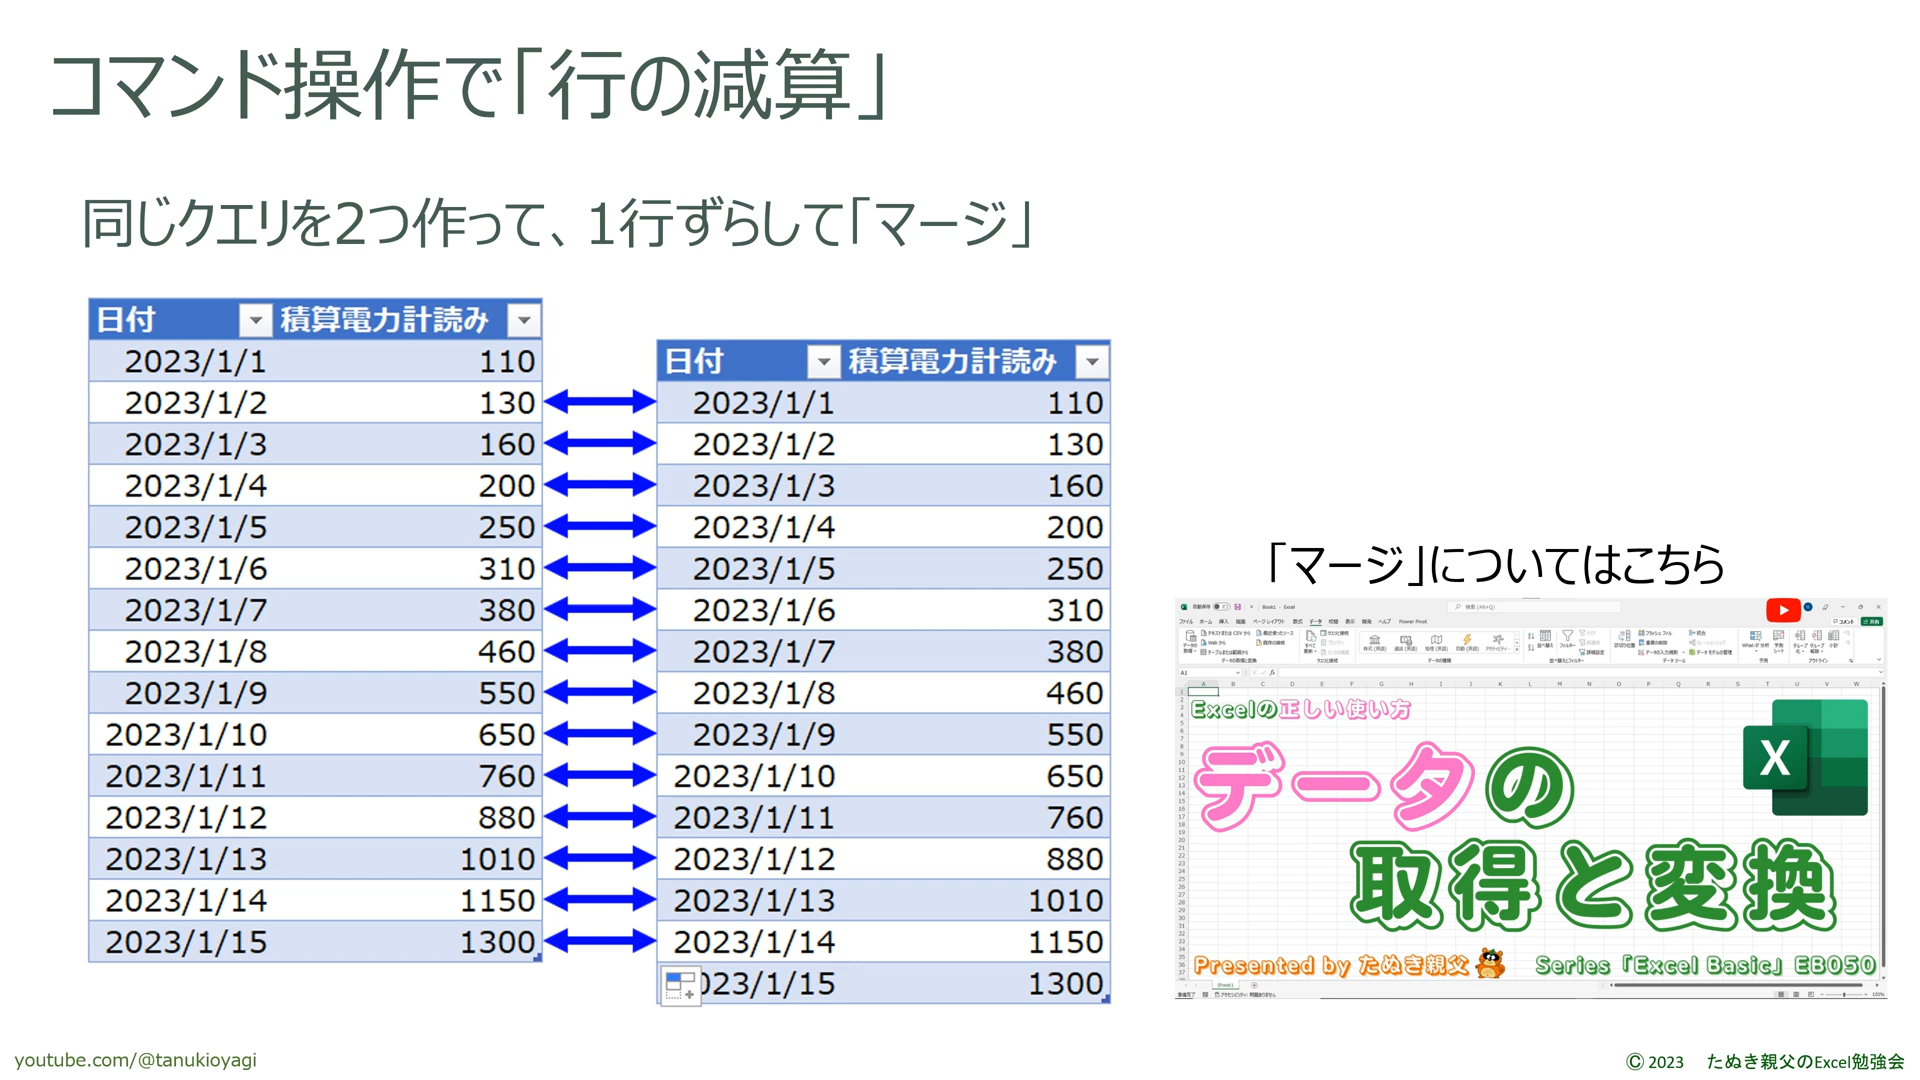 コマンド操作で「行の減算」
同じクエリを2つ作って、1行ずらして「マージ」
日付 積算電力計読み
2023/1/1 110
2023/1/2 130
2023/1/3 160
2023/1/4 200
2023/1/5 250
2023/1/6 310
2023/1/7 380
2023/1/8 460
2023/1/9 550
2023/1/10 650
2023/1/11 760
2023/1/12 880
2023/1/13 1010
2023/1/14 1150
2023/1/15 1300
日付 積算電力計読み
2023/1/1 110
2023/1/2 130
2023/1/3 160
2023/1/4 200
2023/1/5 250
2023/1/6 310
2023/1/7 380
2023/1/8 460
2023/1/9 550
2023/1/10 650
2023/1/11 760
2023/1/12 880
2023/1/13 1010
2023/1/14 1150
023/1/15 1300
「マージ」についてはこちら
Book1 - Excel
検索 (Alt+Q)
Power Pivot
A1
Excelの正しい使い方
データの
取得と変換
X
Presented by たぬき親父
Series「Excel Basic」EB050
Sheet1
100%
youtube.com/@tanukioyagi
© 2023 たぬき親父のExcel勉強会